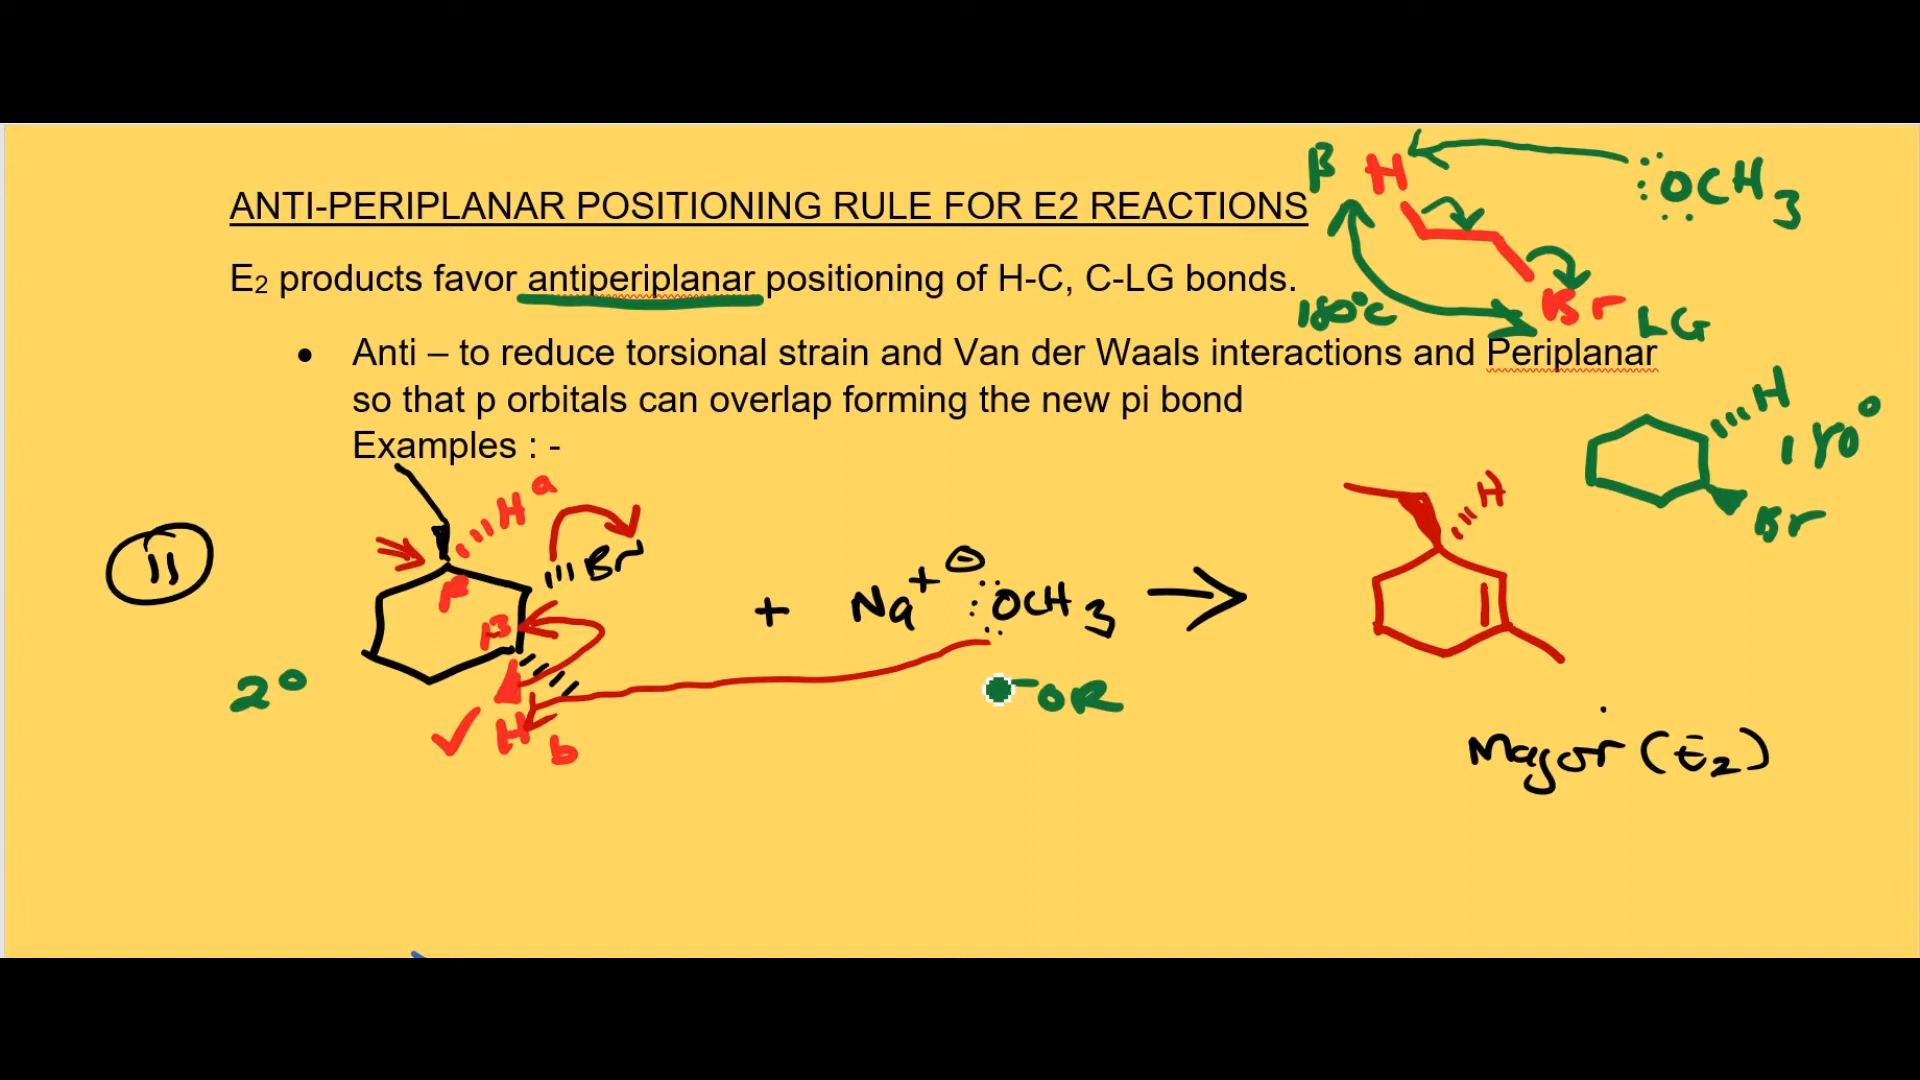 ANTI-PERIPLANAR POSITIONING RULE FOR E2 REACTIONS
β H :OCH3
E2 products favor antiperiplanar positioning of H-C, C-LG bonds.
180°C Br LG
● Anti – to reduce torsional strain and Van der Waals interactions and Periplanar
so that p orbitals can overlap forming the new pi bond
Examples : -
H 180°
Br
11
H a
Br
β
β
H b
2°
+ Na+ ⊖:OCH3 →
-OR
✓
H
Major (E2)